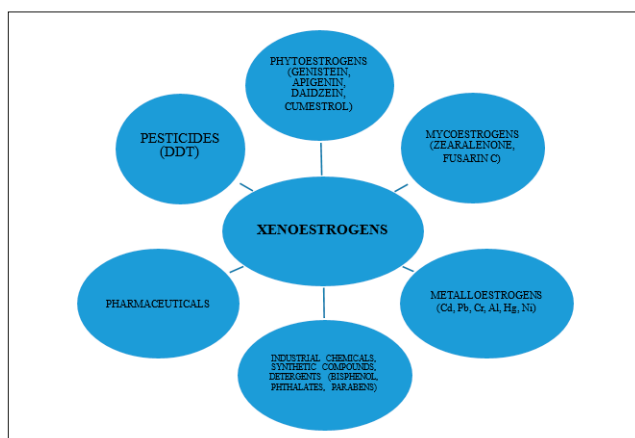 PHYTOESTROGENS
(GENISTEIN,
APIGENIN,
DAIDZEIN,
CUMESTROL)
PESTICIDES
(DDT)
MYCOESTROGENS
(ZEARALENONE,
FUSARIN C)
XENOESTROGENS
PHARMACEUTICALS
METALLOESTROGENS
(Cd, Pb, Cr, Al, Hg, Ni)
INDUSTRIAL CHEMICALS,
SYNTHETIC COMPOUNDS,
DETERGENTS (BISPHENOL,
PHTHALATES, PARABENS)